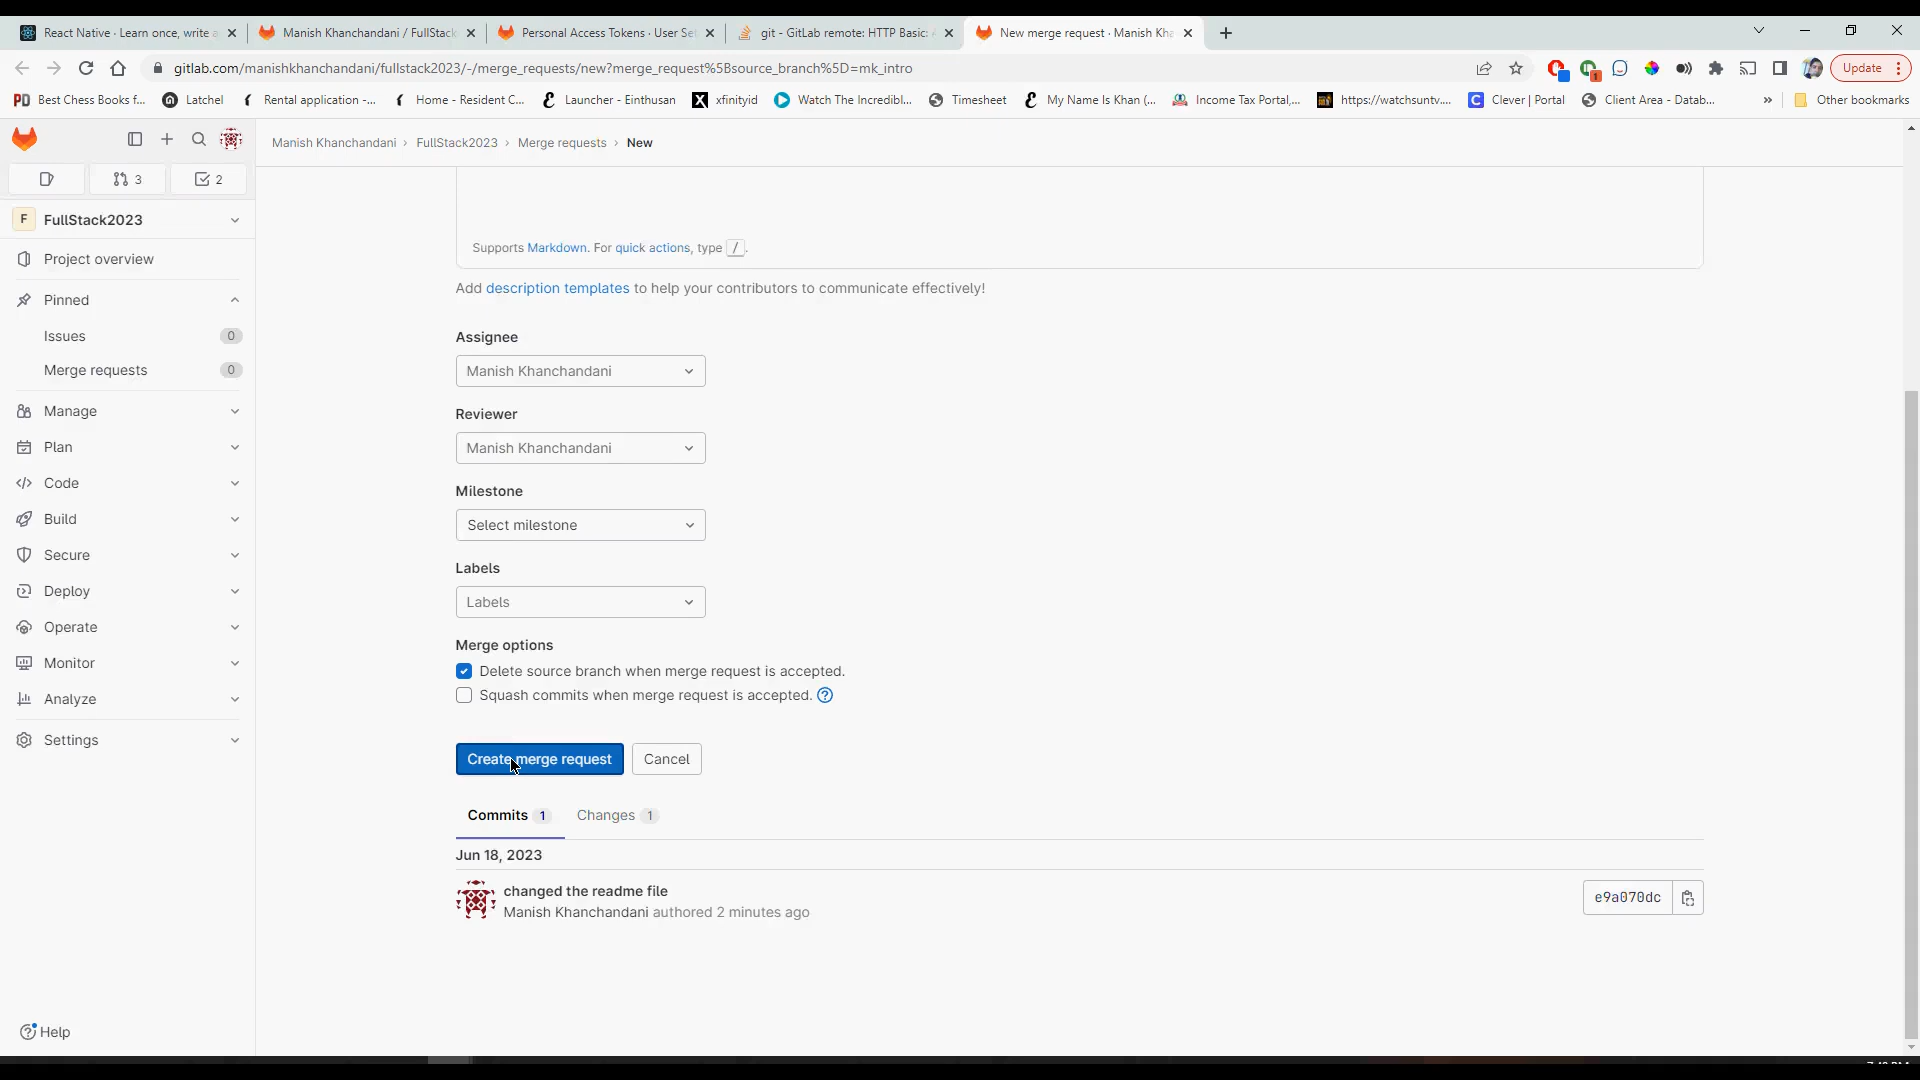 React Native · Learn once, write a
Manish Khanchandani / FullStack
Personal Access Tokens · User Se
git - GitLab remote: HTTP Basic:
New merge request · Manish Kha
gitlab.com/manishkhanchandani/fullstack2023/-/merge_requests/new?merge_request%5Bsource_branch%5D=mk_intro
Update
Best Chess Books f...
Latchel
Rental application -...
Home - Resident C...
Launcher - Einthusan
xfinityid
Watch The Incredibl...
Timesheet
My Name Is Khan (...
Income Tax Portal,...
https://watchsuntv....
Clever | Portal
Client Area - Datab...
»
Other bookmarks
3
2
Manish Khanchandani › FullStack2023 › Merge requests › New
F FullStack2023
Project overview
Pinned
Issues 0
Merge requests 0
Manage
Plan
Code
Build
Secure
Deploy
Operate
Monitor
Analyze
Settings
Help
Supports Markdown. For quick actions, type /.
Add description templates to help your contributors to communicate effectively!
Assignee
Manish Khanchandani
Reviewer
Manish Khanchandani
Milestone
Select milestone
Labels
Labels
Merge options
Delete source branch when merge request is accepted.
Squash commits when merge request is accepted.
Create merge request
Cancel
Commits 1
Changes 1
Jun 18, 2023
changed the readme file
Manish Khanchandani authored 2 minutes ago
e9a070dc